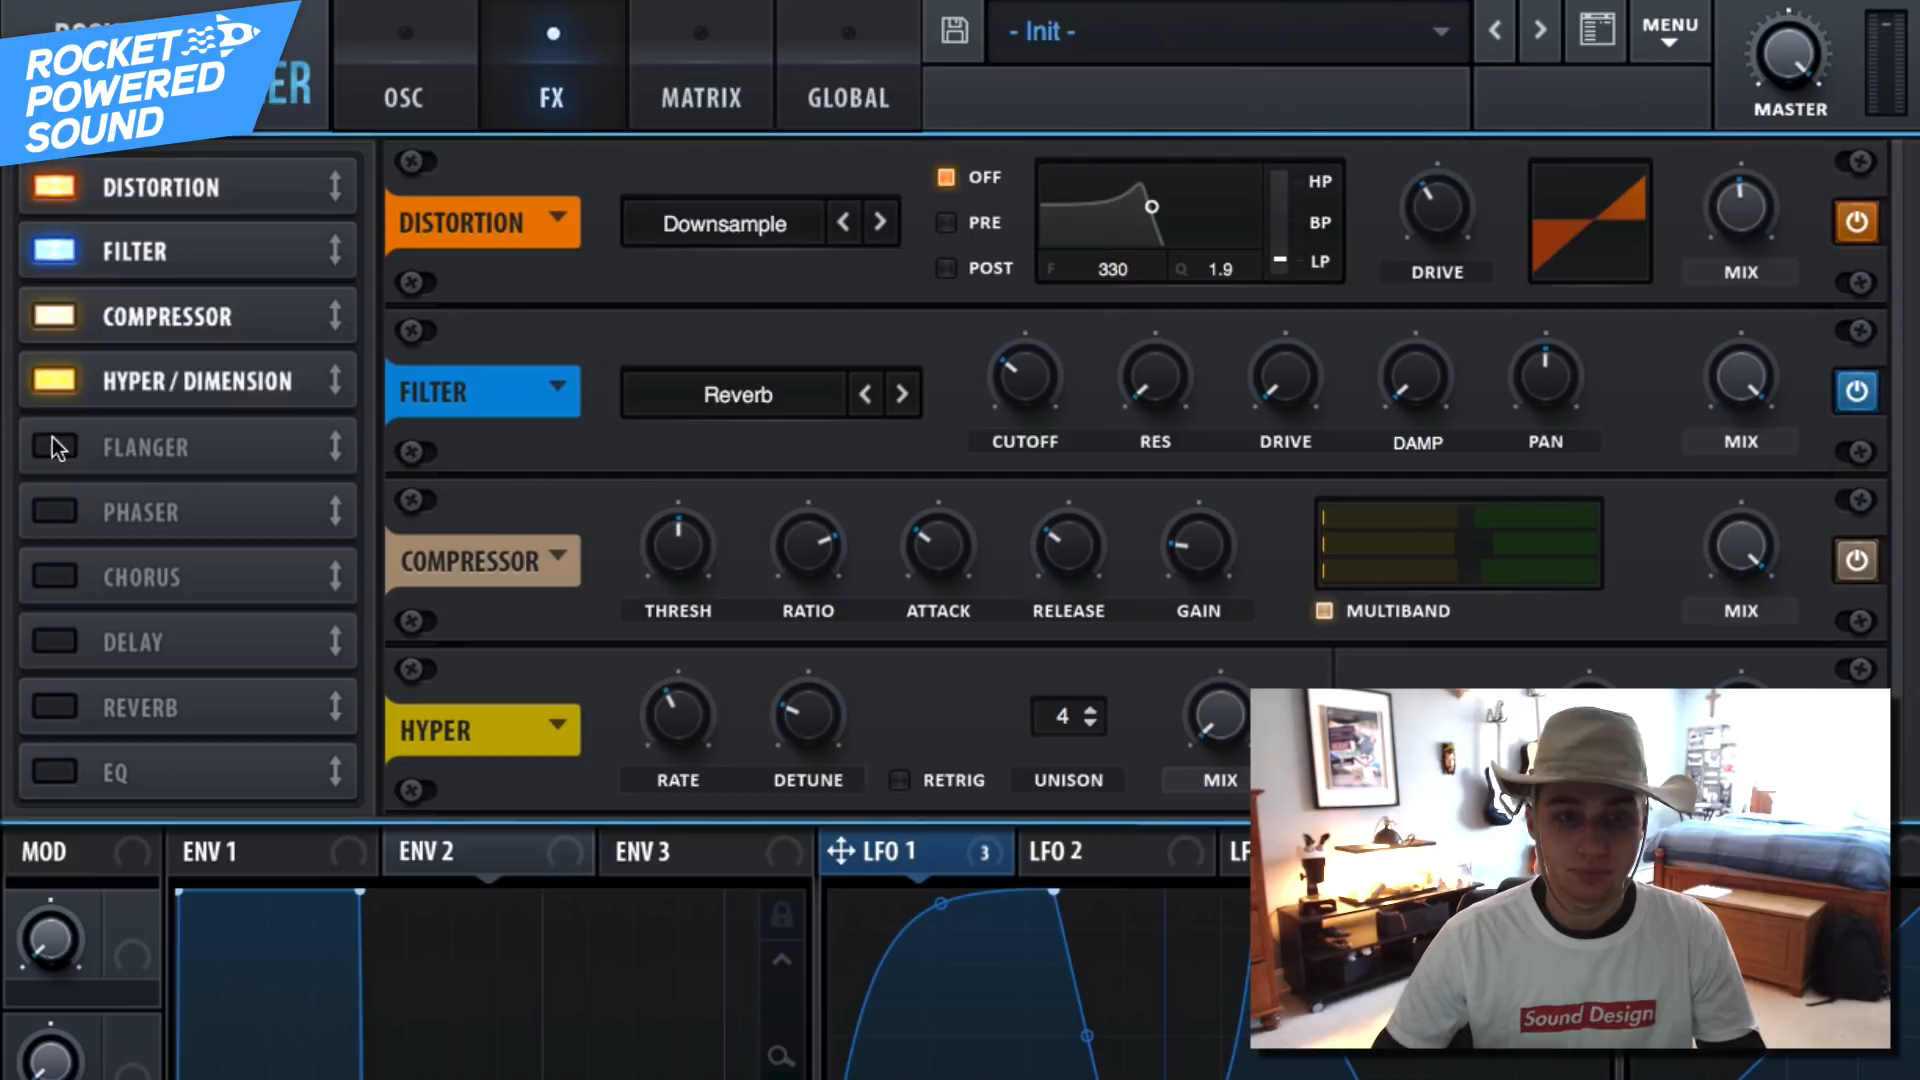 ROCKET
POWERED
SOUND
ER
OSC
FX
MATRIX
GLOBAL
- Init -
MENU
MASTER
DISTORTION
FILTER
COMPRESSOR
HYPER / DIMENSION
FLANGER
PHASER
CHORUS
DELAY
REVERB
EQ
DISTORTION
Downsample
OFF
PRE
POST
F 330 Q 1.9
HP
BP
LP
DRIVE
MIX
FILTER
Reverb
CUTOFF
RES
DRIVE
DAMP
PAN
MIX
COMPRESSOR
THRESH
RATIO
ATTACK
RELEASE
GAIN
MULTIBAND
MIX
HYPER
RATE
DETUNE
RETRIG
4
UNISON
MIX
MOD
ENV 1
ENV 2
ENV 3
LFO 1
3
LFO 2
LF
Sound Design